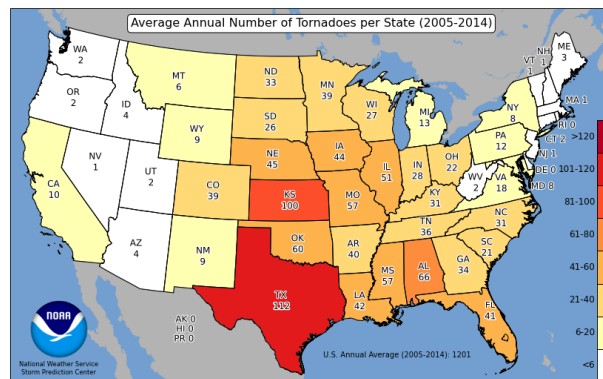 Average Annual Number of Tornadoes per State (2005-2014)
WA
2
OR
2
ID
4
MT
6
ND
33
MN
39
WI
27
MI
13
NY
8
VT
1
NH
1
ME
3
MA 1
RI 0
CT 2
NJ 1
DE 0
MD 8
PA
12
WV
2
VA
18
OH
22
IN
28
IL
51
IA
44
SD
26
WY
9
NE
45
NV
1
UT
2
CA
10
CO
39
KS
100
MO
57
KY
31
NC
31
TN
36
SC
21
GA
34
AL
66
MS
57
AR
40
OK
60
NM
9
AZ
4
TX
112
LA
42
FL
41
AK 0
HI 0
PR 0
>120
101-120
81-100
61-80
41-60
21-40
6-20
<6
NOAA
National Weather Service
Storm Prediction Center
U.S. Annual Average (2005-2014): 1201